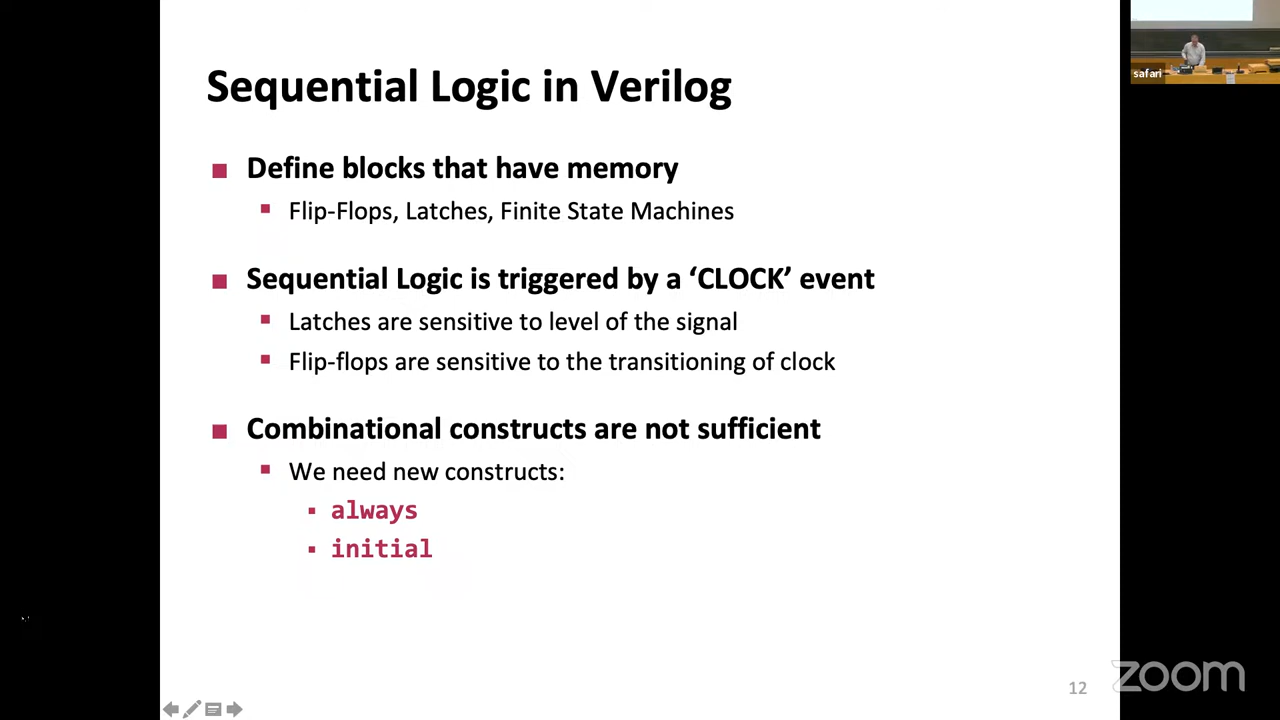 Sequential Logic in Verilog
Define blocks that have memory
Flip-Flops, Latches, Finite State Machines
Sequential Logic is triggered by a ‘CLOCK’ event
Latches are sensitive to level of the signal
Flip-flops are sensitive to the transitioning of clock
Combinational constructs are not sufficient
We need new constructs:
always
initial
12
safari
zoom